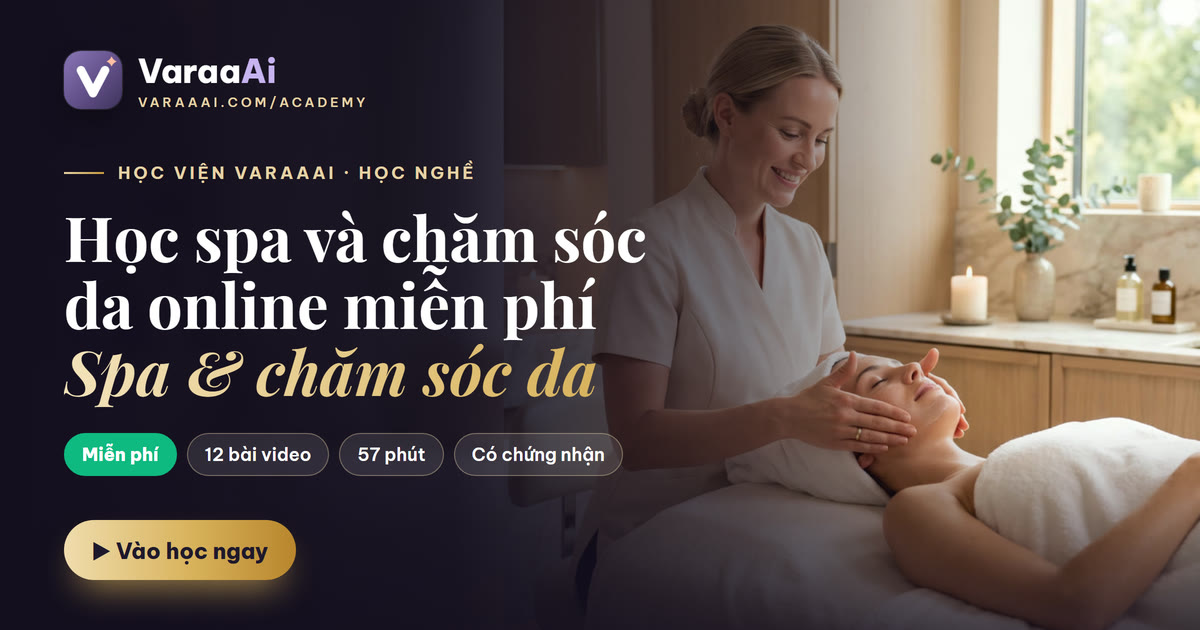 VaraaAi
VARAAAI.COM/ACADEMY
HỌC VIỆN VARAAAI · HỌC NGHỀ
Học spa và chăm sóc
da online miễn phí
Spa & chăm sóc da
Miễn phí
12 bài video
57 phút
Có chứng nhận
▶ Vào học ngay